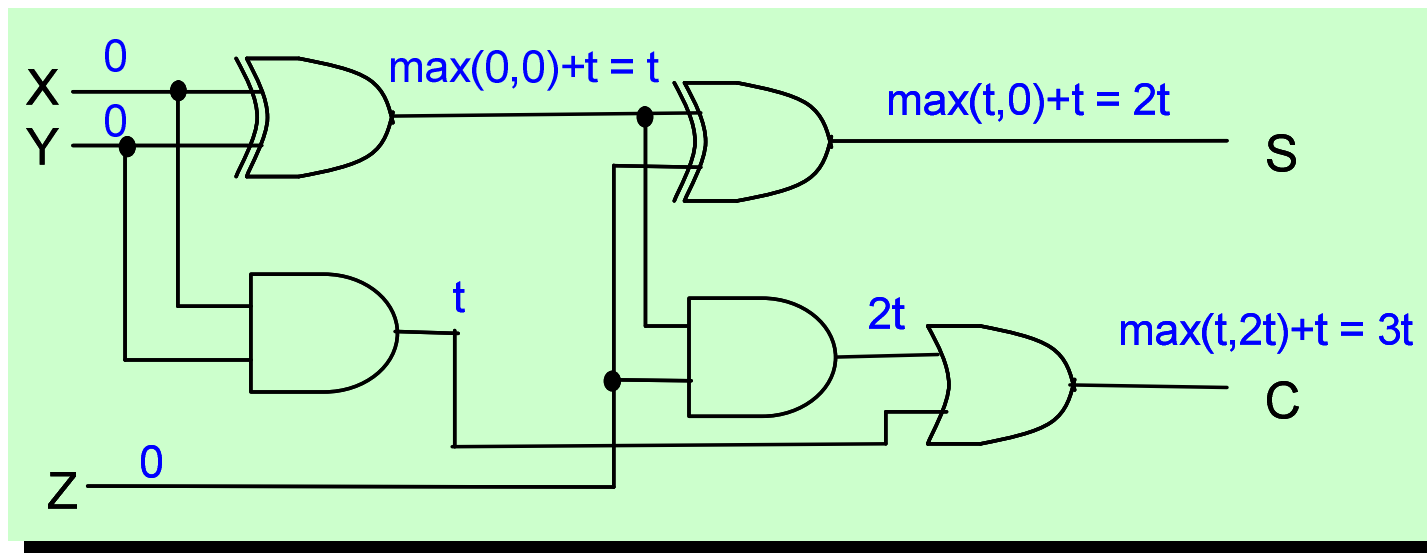 X
0
Y
0
max(0,0)+t = t
max(t,0)+t = 2t
S
t
2t
max(t,2t)+t = 3t
C
Z
0